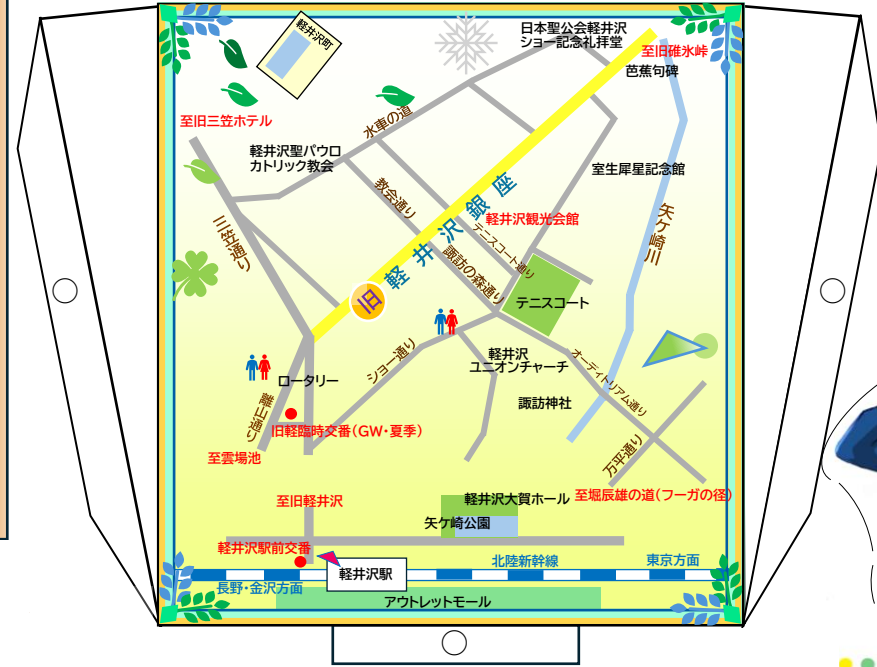 軽井沢町
日本聖公会軽井沢
ショー記念礼拝堂
至旧碓氷峠
芭蕉句碑
至旧三笠ホテル
水車の道
軽井沢聖パウロ
カトリック教会
教会通り
室生犀星記念館
旧軽井沢銀座
軽井沢観光会館
三笠通り
テニスコート通り
諏訪の森通り
矢ケ崎川
テニスコート
ショー通り
軽井沢
ユニオンチャーチ
オーディトリアム通り
ロータリー
離山通り
諏訪神社
旧軽臨時交番(GW・夏季)
万平通り
至雲場池
至旧軽井沢
軽井沢大賀ホール
至堀辰雄の道(フーガの径)
矢ケ崎公園
軽井沢駅前交番
北陸新幹線
東京方面
軽井沢駅
長野・金沢方面
アウトレットモール